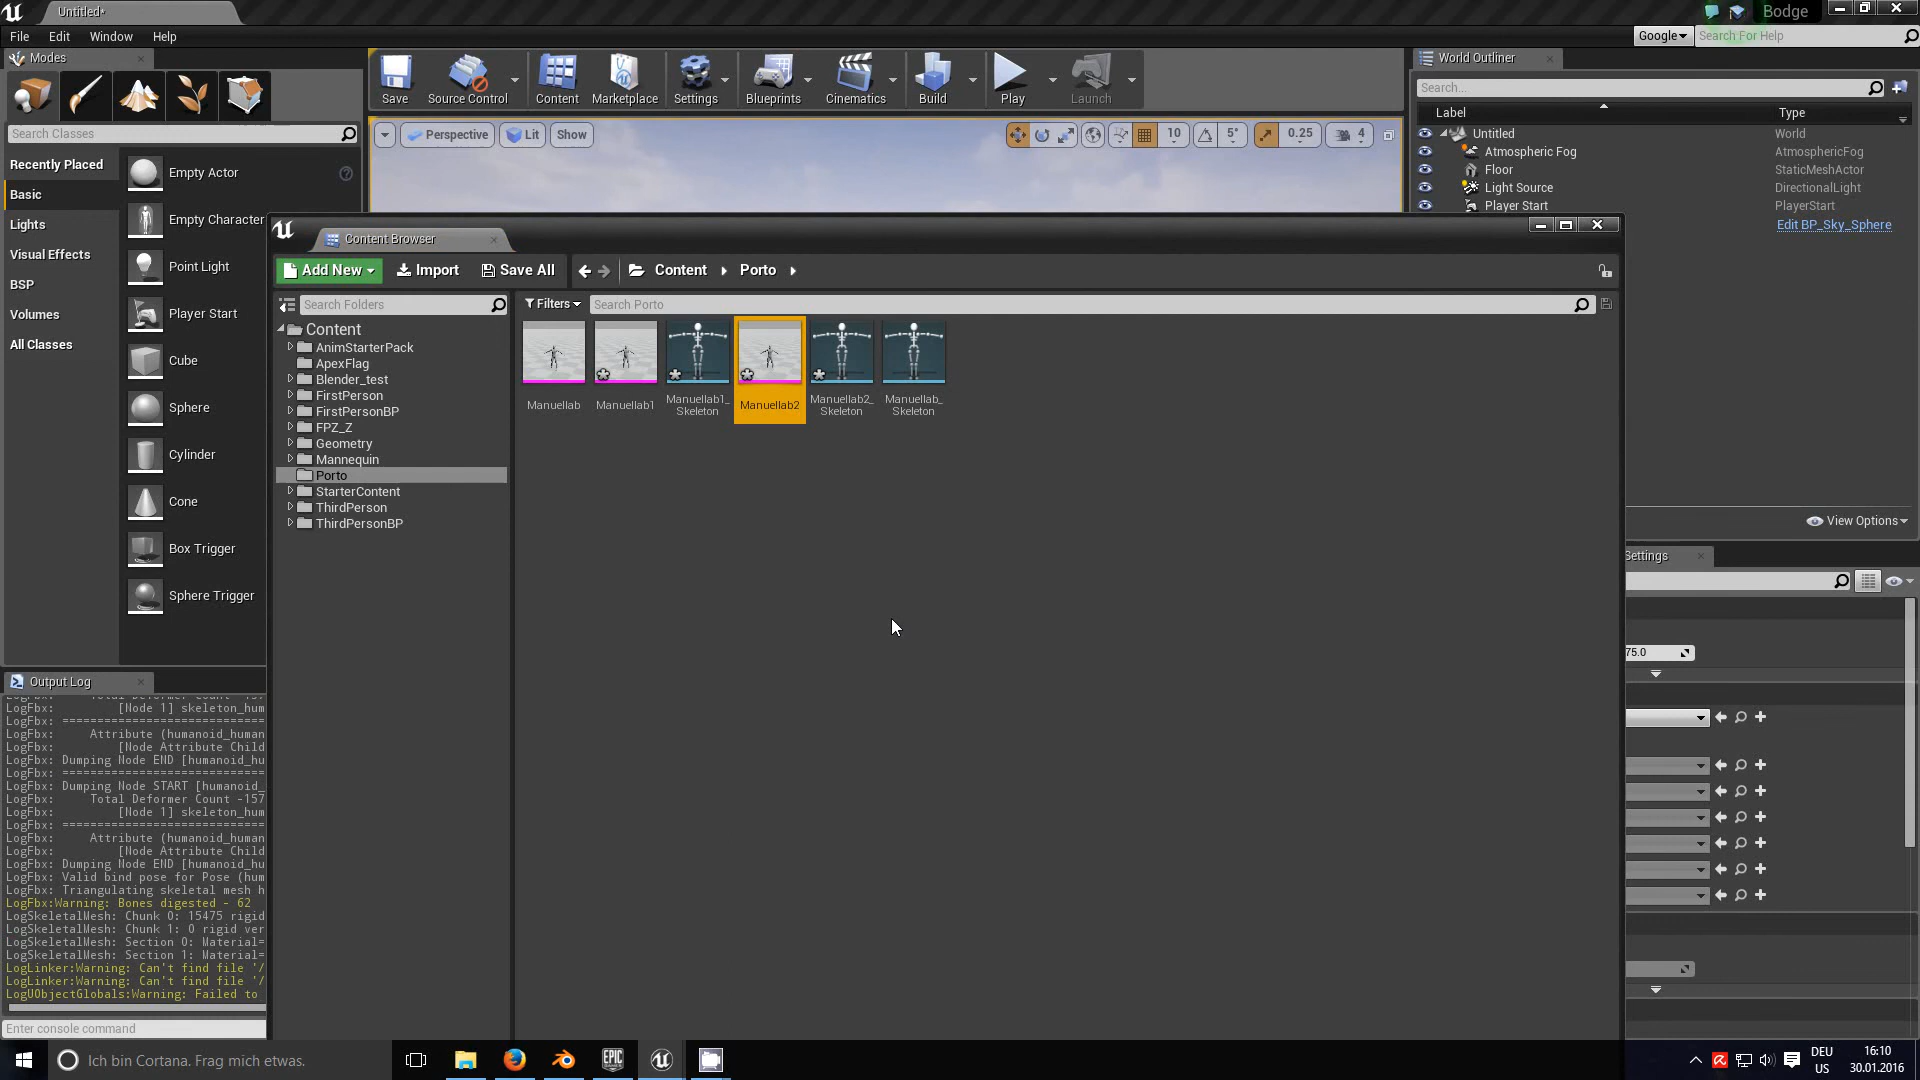 Untitled*
Bodge
File Edit Window Help
Google
Search For Help
Modes
Search Classes
Recently Placed
Basic
Lights
Visual Effects
BSP
Volumes
All Classes
Empty Actor
Empty Character
Point Light
Player Start
Cube
Sphere
Cylinder
Cone
Box Trigger
Sphere Trigger
Save
Source Control
Content
Marketplace
Settings
Blueprints
Cinematics
Build
Play
Launch
Perspective
Lit
Show
10
5°
0.25
4
World Outliner
Search...
Label Type
Untitled World
Atmospheric Fog AtmosphericFog
Floor StaticMeshActor
Light Source DirectionalLight
Player Start PlayerStart
Edit BP_Sky_Sphere
View Options
Settings
75.0
Content Browser
Add New
Import
Save All
Content
Porto
Search Folders
Filters
Search Porto
Content
AnimStarterPack
ApexFlag
Blender_test
FirstPerson
FirstPersonBP
FPZ_Z
Geometry
Mannequin
Porto
StarterContent
ThirdPerson
ThirdPersonBP
Manuellab
Manuellab1
Manuellab1_
Skeleton
Manuellab2
Manuellab2_
Skeleton
Manuellab_
Skeleton
Output Log
LogFbx:
LogFbx: [Node 1] skeleton_hum
LogFbx: ==============================
LogFbx: Attribute (humanoid_human
LogFbx: [Node Attribute Child
LogFbx: Dumping Node END [humanoid_hu
LogFbx: ==============================
LogFbx: Dumping Node START [humanoid_
LogFbx: Total Deformer Count -157
LogFbx: [Node 1] skeleton_hum
LogFbx: ==============================
LogFbx: Attribute (humanoid_human
LogFbx: [Node Attribute Child
LogFbx: Dumping Node END [humanoid_hu
LogFbx: Valid bind pose for Pose (hum
LogFbx: Triangulating skeletal mesh h
LogFbx:Warning: Bones digested - 62
LogSkeletalMesh: Chunk 0: 15475 rigid
LogSkeletalMesh: Chunk 1: 0 rigid ver
LogSkeletalMesh: Section 0: Material=
LogSkeletalMesh: Section 1: Material=
LogLinker:Warning: Can't find file '/
LogLinker:Warning: Can't find file '/
LogUObjectGlobals:Warning: Failed to
Enter console command
Ich bin Cortana. Frag mich etwas.
EPIC
GAMES
DEU
US
16:10
30.01.2016